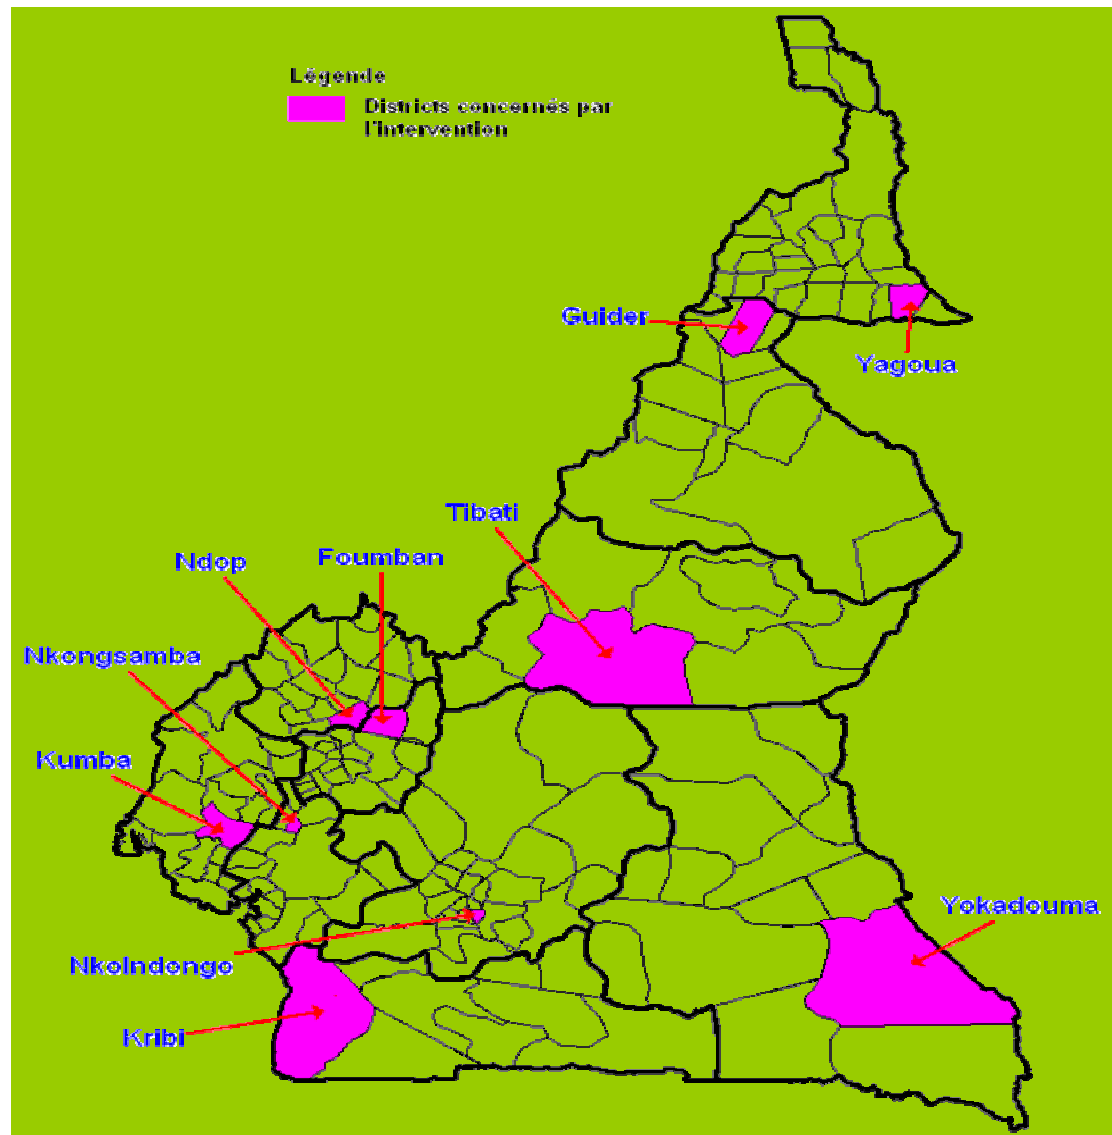 Légende
Districts concernés par
l'Intervention
Guider
Yagoua
Tibati
Foumban
Ndop
Nkongsamba
Kumba
Yokadouma
Nkolndongo
Kribi